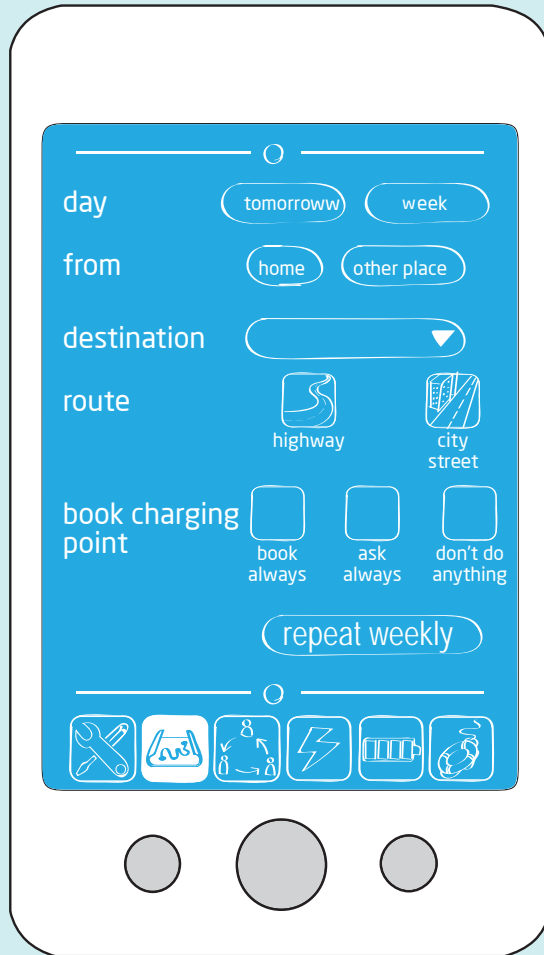 day tomorroww week
from home other place
destination
route
highway city
street
book charging
point
book ask don't do
always always anything
repeat weekly